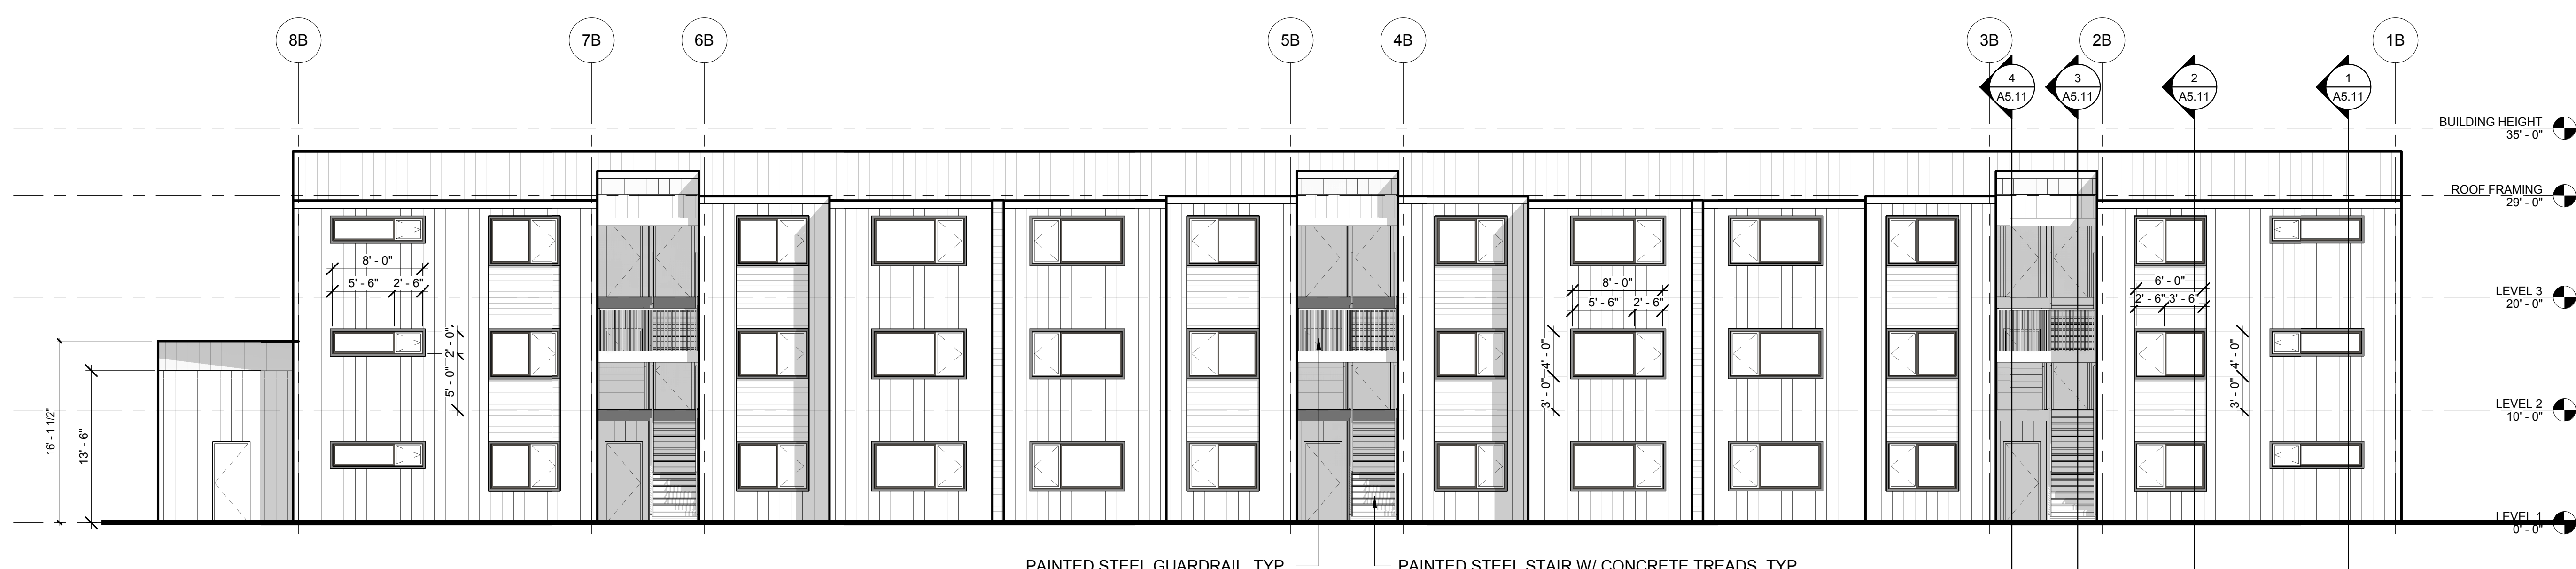 8B
7B
6B
5B
4B
3B
2B
1B
4
A5.11
3
A5.11
2
A5.11
1
A5.11
BUILDING HEIGHT
35' - 0"
ROOF FRAMING
29' - 0"
8' - 0"
5' - 6"
2' - 6"
8' - 0"
5' - 6"
2' - 6"
6' - 0"
2' - 6"
3' - 6"
LEVEL 3
20' - 0"
2' - 0"
5' - 0"
4' - 0"
3' - 0"
4' - 0"
3' - 0"
16' - 1 1/2"
13' - 6"
LEVEL 2
10' - 0"
LEVEL 1
0' - 0"
PAINTED STEEL GUARDRAIL, TYP
PAINTED STEEL STAIR W/ CONCRETE TREADS, TYP